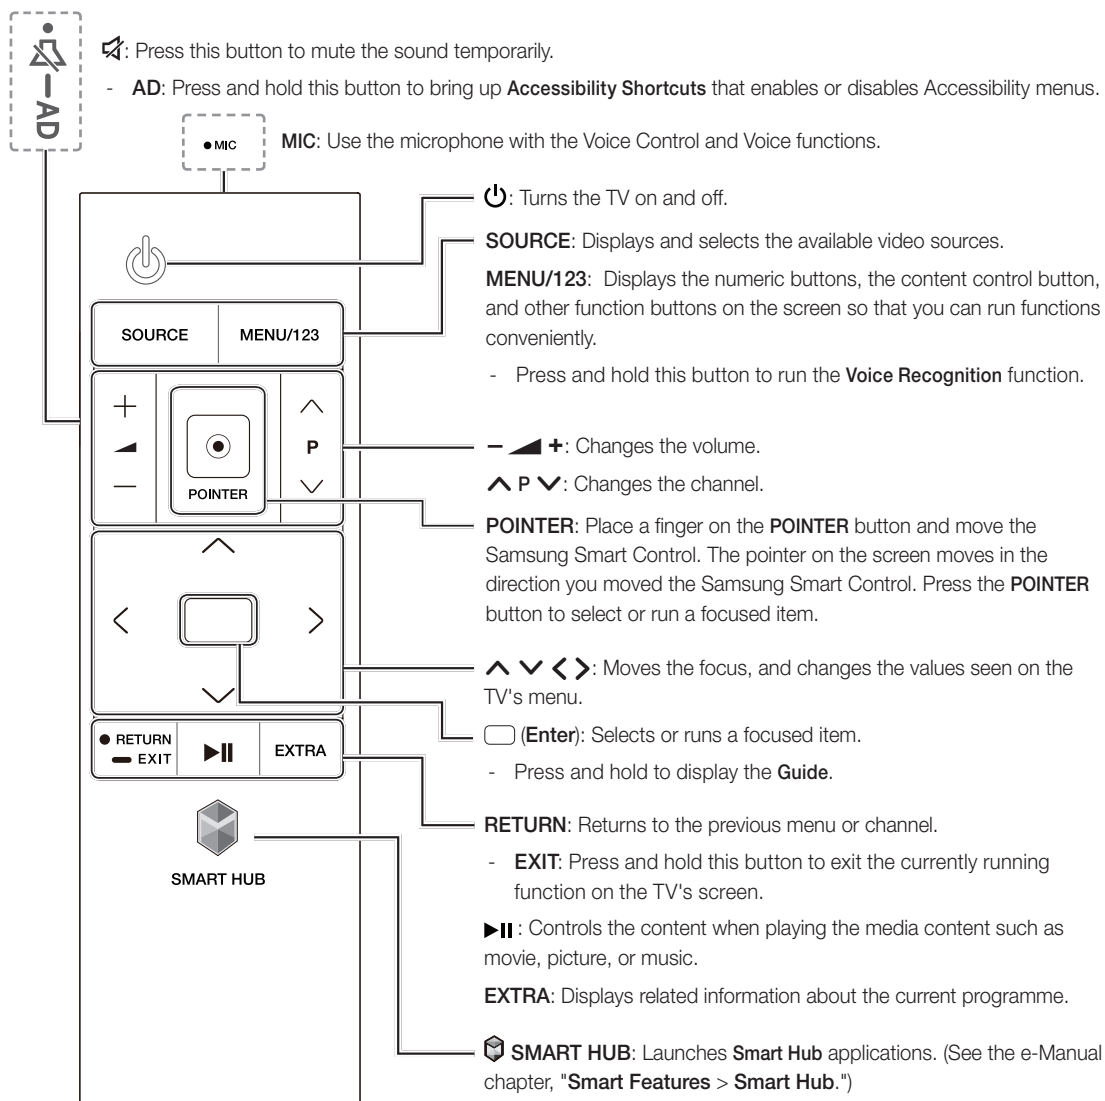 AD
: Press this button to mute the sound temporarily.
- AD: Press and hold this button to bring up Accessibility Shortcuts that enables or disables Accessibility menus.
MIC
MIC: Use the microphone with the Voice Control and Voice functions.
: Turns the TV on and off.
SOURCE: Displays and selects the available video sources.
MENU/123: Displays the numeric buttons, the content control button,
and other function buttons on the screen so that you can run functions
conveniently.
- Press and hold this button to run the Voice Recognition function.
SOURCE
MENU/123
P
POINTER
− +: Changes the volume.
P : Changes the channel.
POINTER: Place a finger on the POINTER button and move the
Samsung Smart Control. The pointer on the screen moves in the
direction you moved the Samsung Smart Control. Press the POINTER
button to select or run a focused item.
: Moves the focus, and changes the values seen on the
TV's menu.
(Enter): Selects or runs a focused item.
- Press and hold to display the Guide.
RETURN
EXIT
EXTRA
RETURN: Returns to the previous menu or channel.
- EXIT: Press and hold this button to exit the currently running
function on the TV's screen.
: Controls the content when playing the media content such as
movie, picture, or music.
EXTRA: Displays related information about the current programme.
SMART HUB
SMART HUB: Launches Smart Hub applications. (See the e-Manual
chapter, "Smart Features > Smart Hub.")